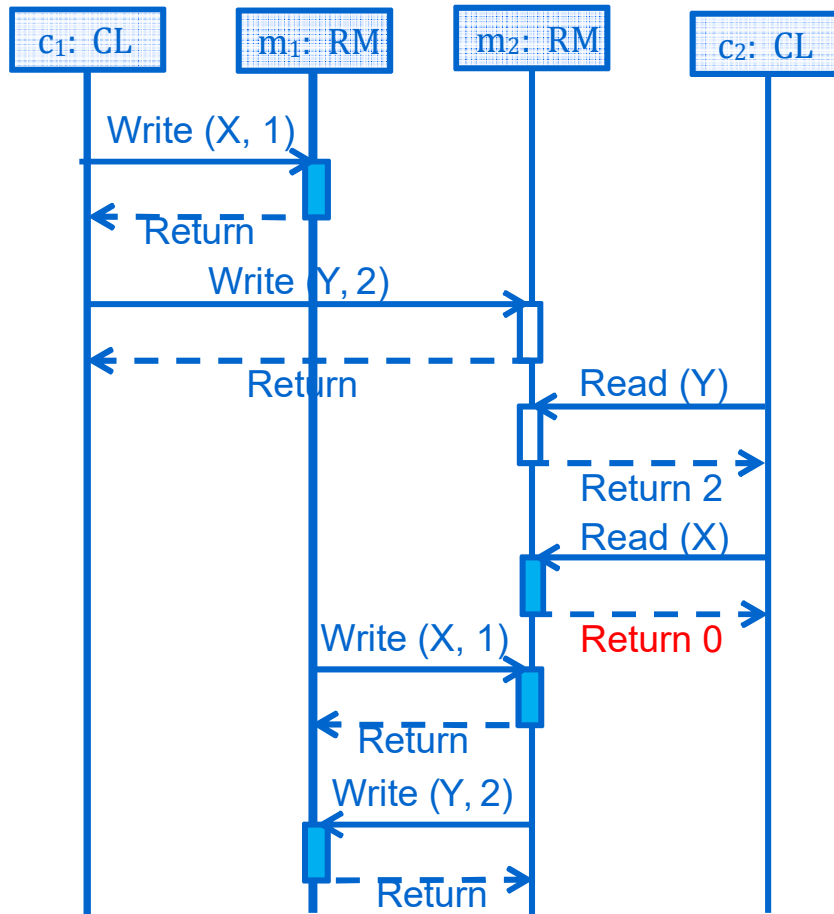 c₁: CL
m₁: RM
m₂: RM
c₂: CL
Write (X, 1)
Return
Write (Y, 2)
Return
Read (Y)
Return 2
Read (X)
Return 0
Write (X, 1)
Return
Write (Y, 2)
Return